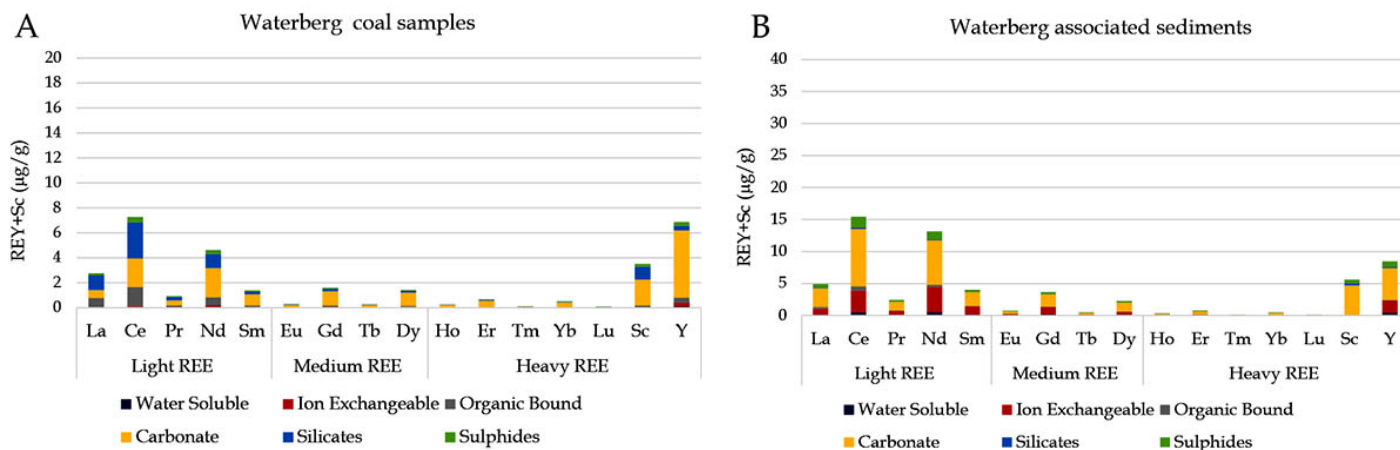 A
Waterberg coal samples
REY+Sc (µg/g)
20
18
16
14
12
10
8
6
4
2
0
La Ce Pr Nd Sm Eu Gd Tb Dy Ho Er Tm Yb Lu Sc Y
Light REE Medium REE Heavy REE
Water Soluble Ion Exchangeable Organic Bound
Carbonate Silicates Sulphides
B
Waterberg associated sediments
REY+Sc (µg/g)
40
35
30
25
20
15
10
5
0
La Ce Pr Nd Sm Eu Gd Tb Dy Ho Er Tm Yb Lu Sc Y
Light REE Medium REE Heavy REE
Water Soluble Ion Exchangeable Organic Bound
Carbonate Silicates Sulphides